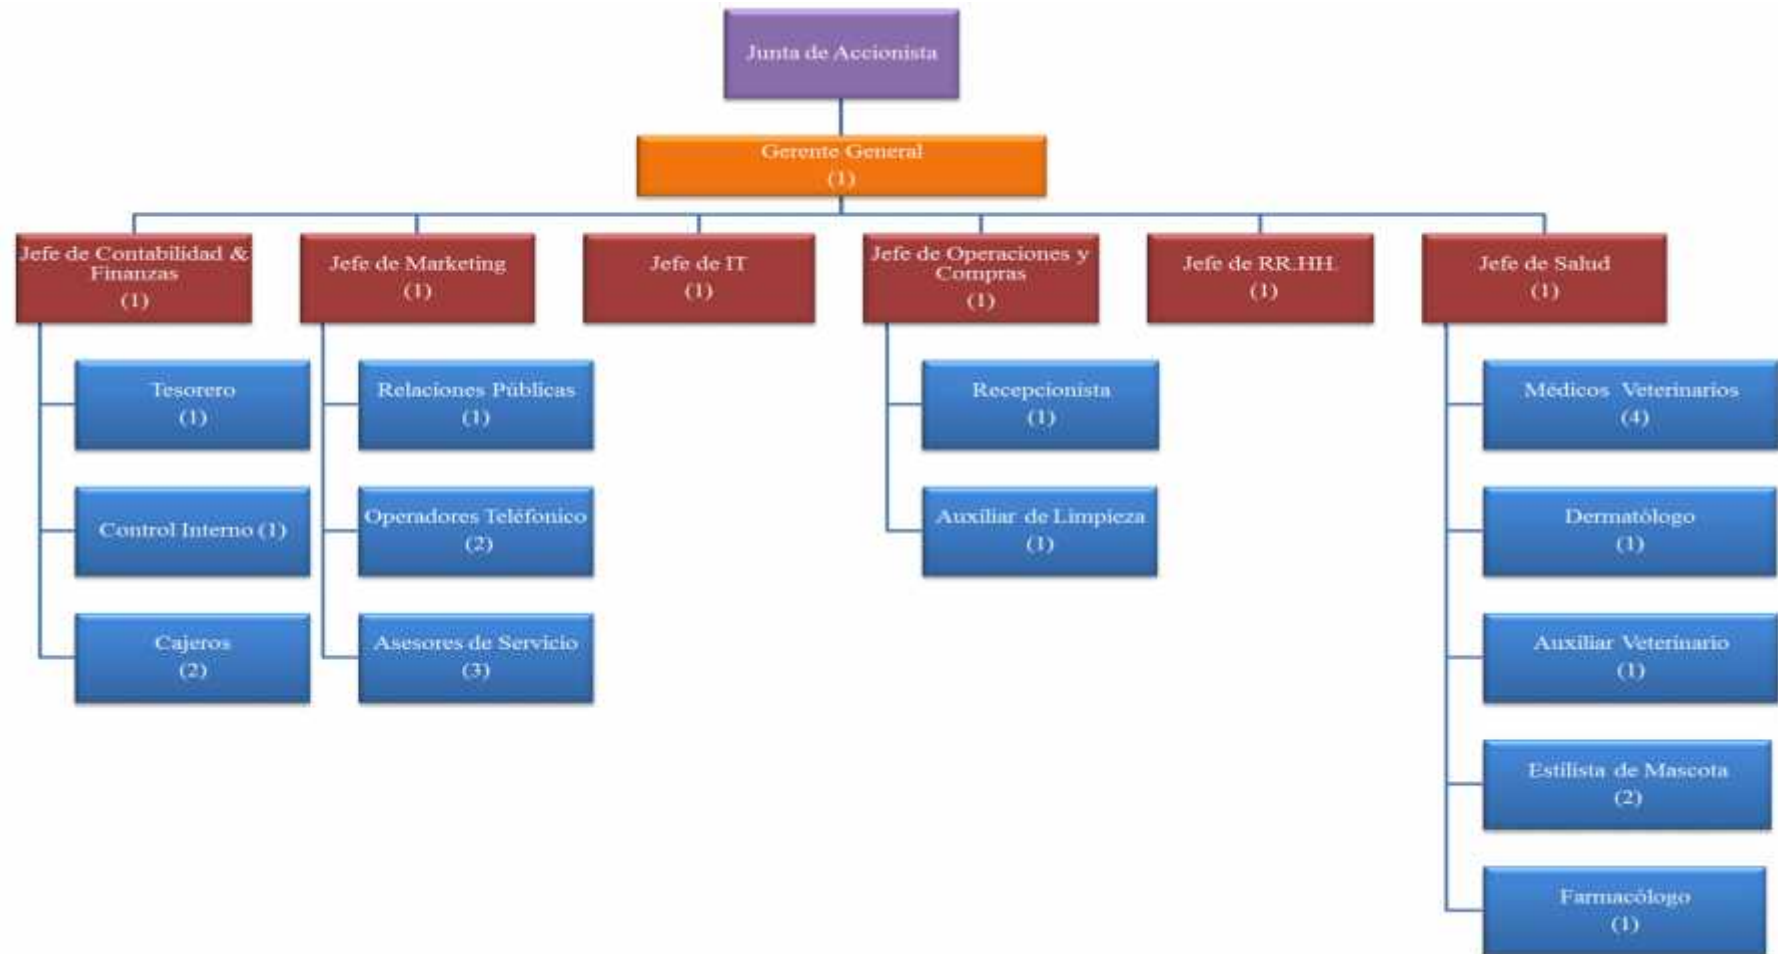 Junta de Accionista
Gerente General
(1)
Jefe de Contabilidad &
Finanzas
(1)
Jefe de Marketing
(1)
Jefe de IT
(1)
Jefe de Operaciones y
Compras
(1)
Jefe de RR.HH.
(1)
Jefe de Salud
(1)
Tesorero
(1)
Control Interno (1)
Cajeros
(2)
Relaciones Públicas
(1)
Operadores Teléfonico
(2)
Asesores de Servicio
(3)
Recepcionista
(1)
Auxiliar de Limpieza
(1)
Médicos Veterinarios
(4)
Dermatólogo
(1)
Auxiliar Veterinario
(1)
Estilista de Mascota
(2)
Farmacólogo
(1)